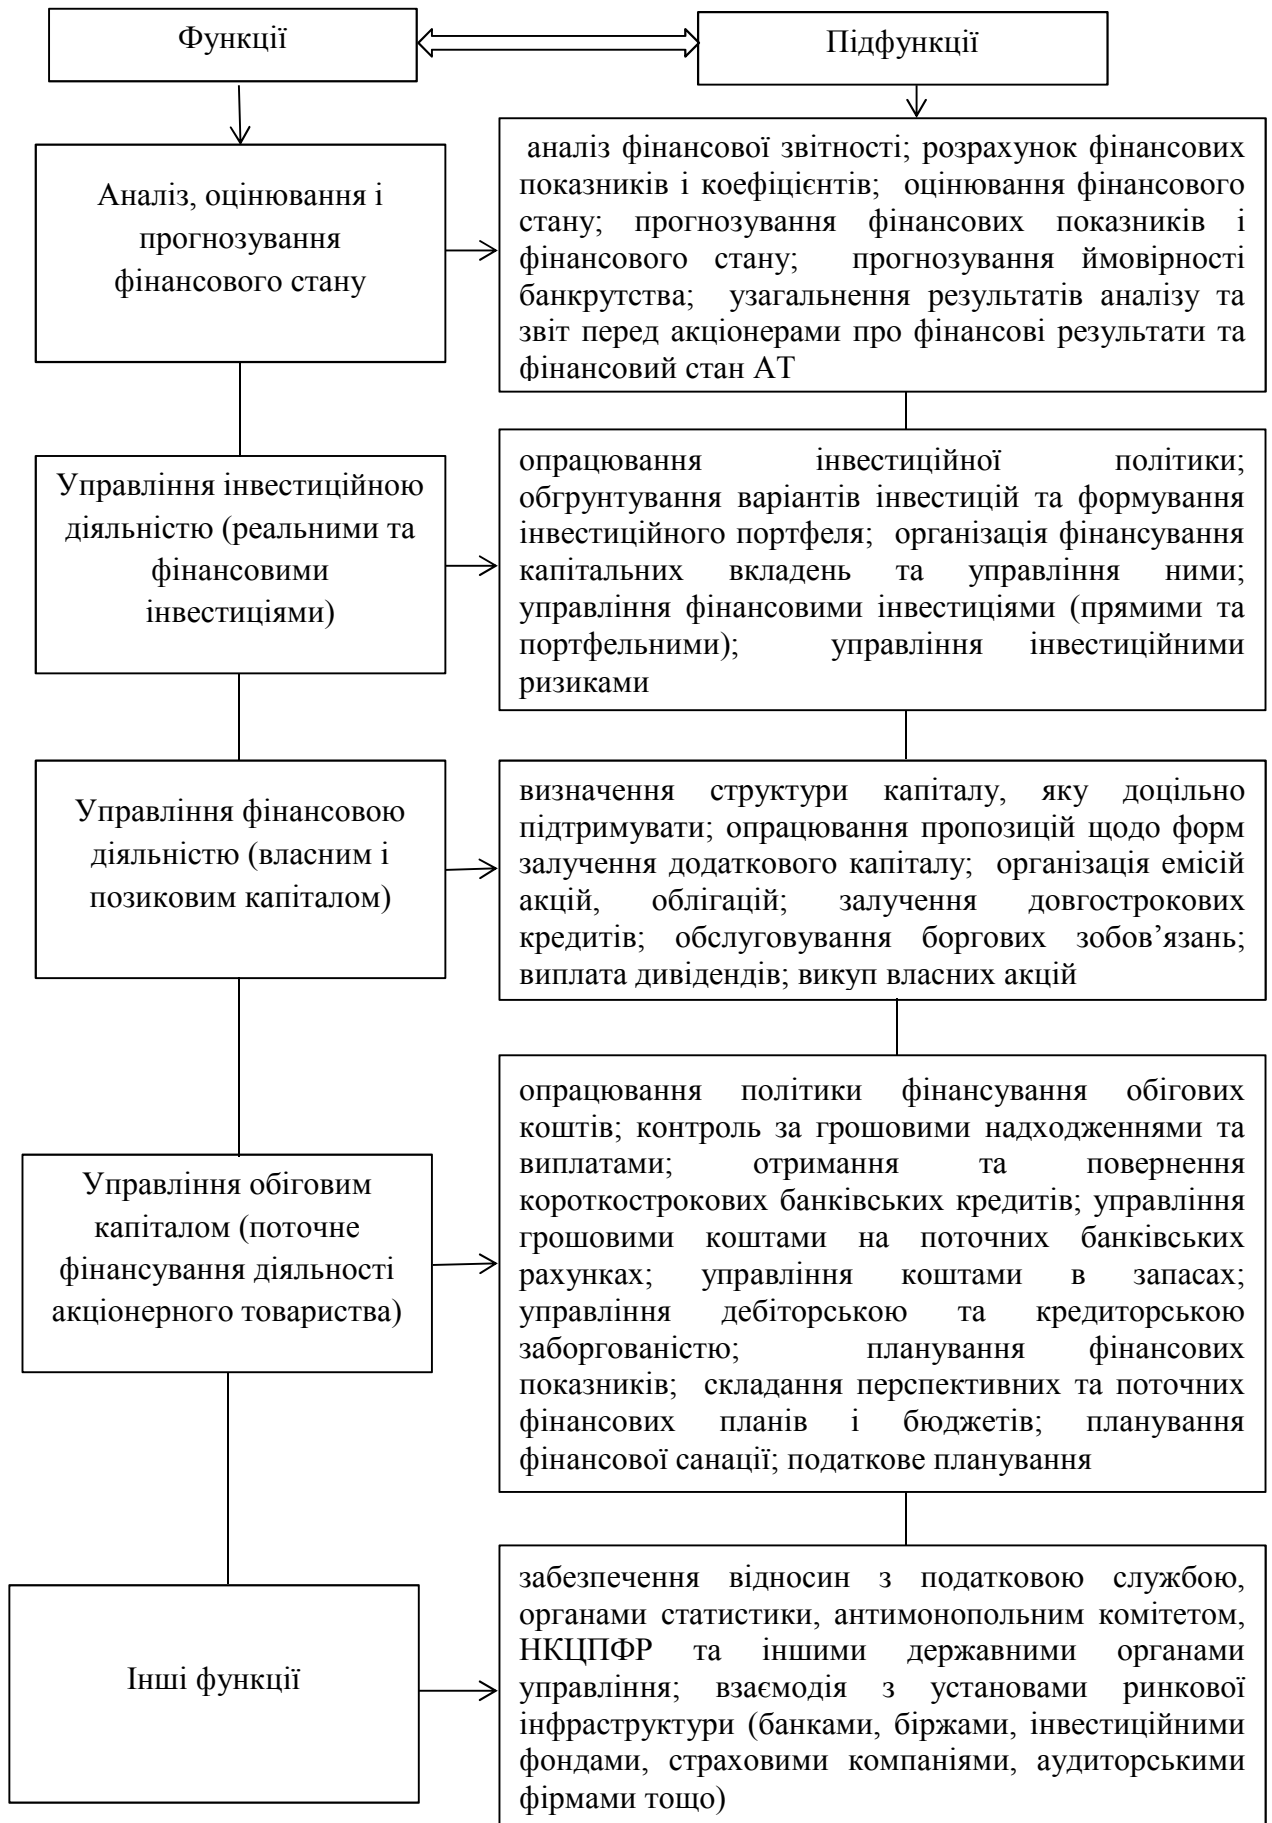 Функції
Підфункції
Аналіз, оцінювання і
прогнозування
фінансового стану
аналіз фінансової звітності; розрахунок фінансових
показників і коефіцієнтів; оцінювання фінансового
стану; прогнозування фінансових показників і
фінансового стану; прогнозування ймовірності
банкрутства; узагальнення результатів аналізу та
звіт перед акціонерами про фінансові результати та
фінансовий стан АТ
Управління інвестиційною
діяльністю (реальними та
фінансовими
інвестиціями)
опрацювання інвестиційної політики;
обгрунтування варіантів інвестицій та формування
інвестиційного портфеля; організація фінансування
капітальних вкладень та управління ними;
управління фінансовими інвестиціями (прямими та
портфельними); управління інвестиційними
ризиками
Управління фінансовою
діяльністю (власним і
позиковим капіталом)
визначення структури капіталу, яку доцільно
підтримувати; опрацювання пропозицій щодо форм
залучення додаткового капіталу; організація емісій
акцій, облігацій; залучення довгострокових
кредитів; обслуговування боргових зобов’язань;
виплата дивідендів; викуп власних акцій
Управління обіговим
капіталом (поточне
фінансування діяльності
акціонерного товариства)
опрацювання політики фінансування обігових
коштів; контроль за грошовими надходженнями та
виплатами; отримання та повернення
короткострокових банківських кредитів; управління
грошовими коштами на поточних банківських
рахунках; управління коштами в запасах;
управління дебіторською та кредиторською
заборгованістю; планування фінансових
показників; складання перспективних та поточних
фінансових планів і бюджетів; планування
фінансової санації; податкове планування
Інші функції
забезпечення відносин з податковою службою,
органами статистики, антимонопольним комітетом,
НКЦПФР та іншими державними органами
управління; взаємодія з установами ринкової
інфраструктури (банками, біржами, інвестиційними
фондами, страховими компаніями, аудиторськими
фірмами тощо)